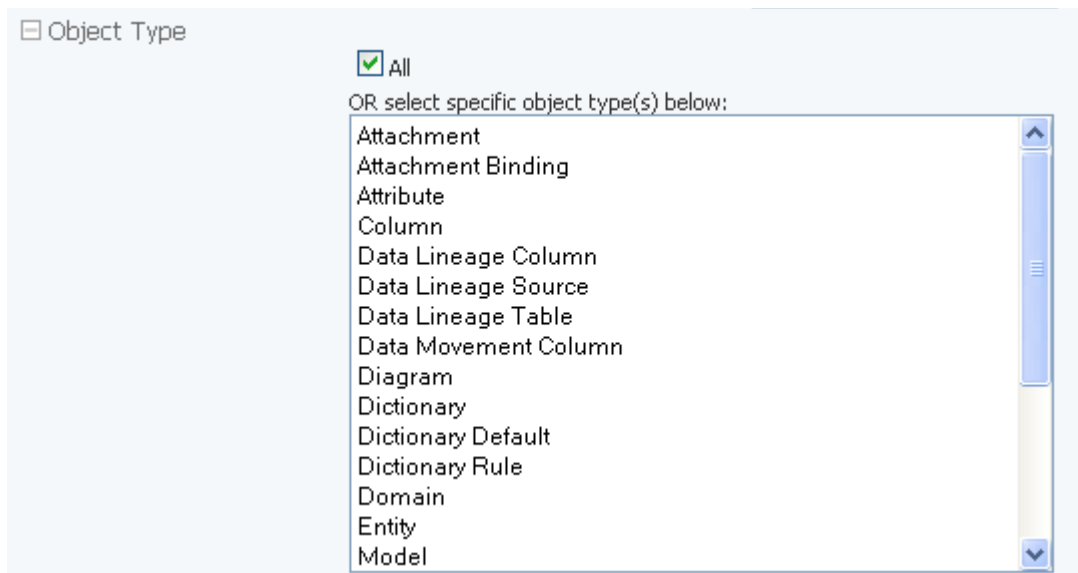 Object Type
All
OR select specific object type(s) below:
Attachment
Attachment Binding
Attribute
Column
Data Lineage Column
Data Lineage Source
Data Lineage Table
Data Movement Column
Diagram
Dictionary
Dictionary Default
Dictionary Rule
Domain
Entity
Model